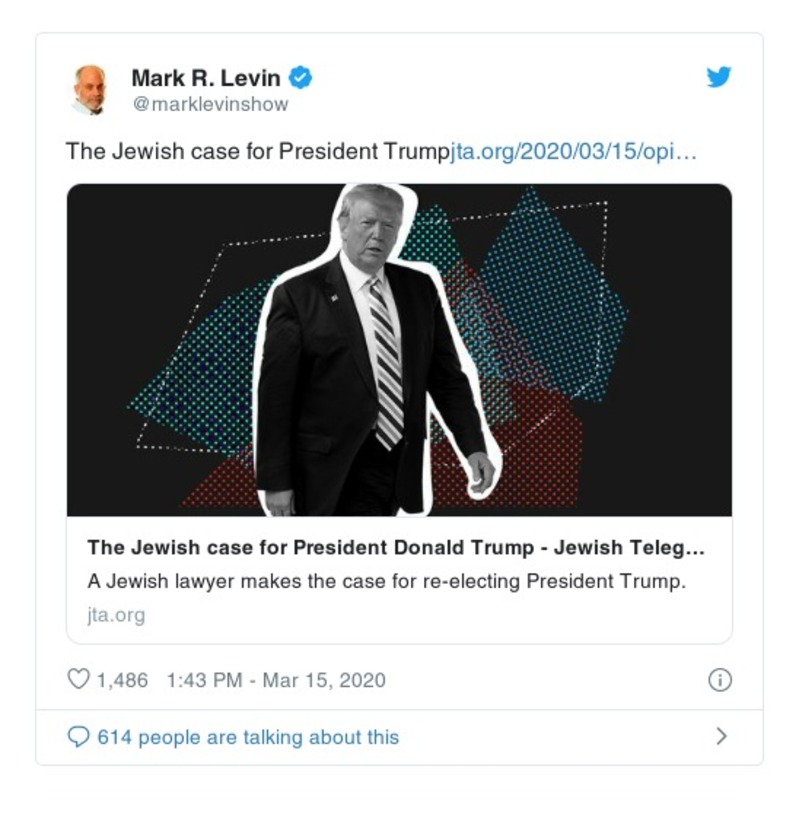 Mark R. Levin
@marklevinshow
The Jewish case for President Trumpjta.org/2020/03/15/opi…
The Jewish case for President Donald Trump - Jewish Teleg...
A Jewish lawyer makes the case for re-electing President Trump.
jta.org
1,486 1:43 PM - Mar 15, 2020
614 people are talking about this